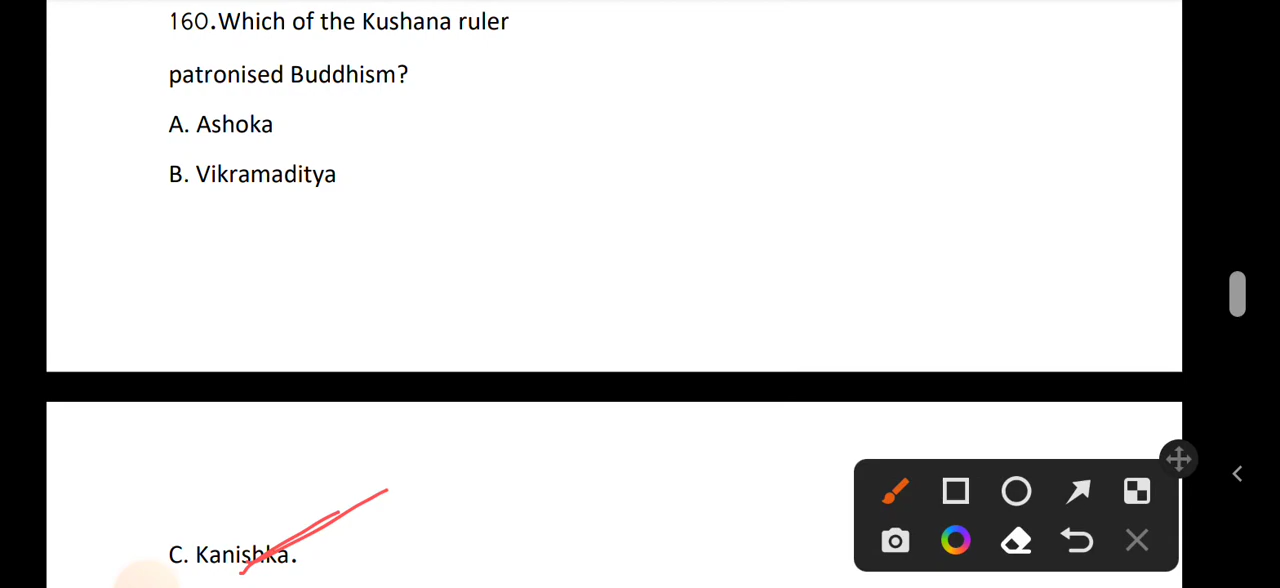 160.Which of the Kushana ruler
patronised Buddhism?
A. Ashoka
B. Vikramaditya
C. Kanishka.